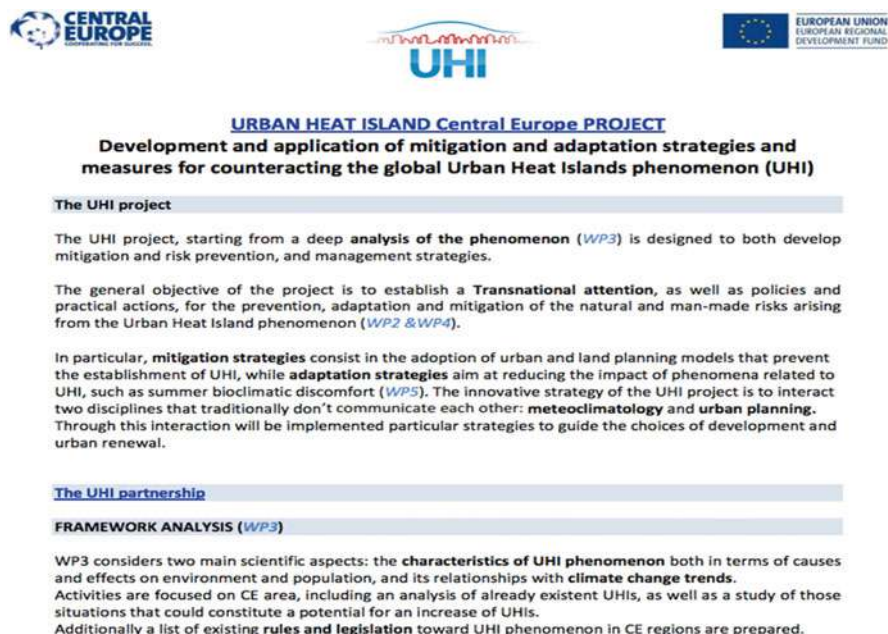 CENTRAL
EUROPE
COOPERATING FOR SUCCESS.
UHI
EUROPEAN UNION
EUROPEAN REGIONAL
DEVELOPMENT FUND
URBAN HEAT ISLAND Central Europe PROJECT
Development and application of mitigation and adaptation strategies and
measures for counteracting the global Urban Heat Islands phenomenon (UHI)
The UHI project
The UHI project, starting from a deep analysis of the phenomenon (WP3) is designed to both develop
mitigation and risk prevention, and management strategies.
The general objective of the project is to establish a Transnational attention, as well as policies and
practical actions, for the prevention, adaptation and mitigation of the natural and man-made risks arising
from the Urban Heat Island phenomenon (WP2 &WP4).
In particular, mitigation strategies consist in the adoption of urban and land planning models that prevent
the establishment of UHI, while adaptation strategies aim at reducing the impact of phenomena related to
UHI, such as summer bioclimatic discomfort (WP5). The innovative strategy of the UHI project is to interact
two disciplines that traditionally don't communicate each other: meteoclimatology and urban planning.
Through this interaction will be implemented particular strategies to guide the choices of development and
urban renewal.
The UHI partnership
FRAMEWORK ANALYSIS (WP3)
WP3 considers two main scientific aspects: the characteristics of UHI phenomenon both in terms of causes
and effects on environment and population, and its relationships with climate change trends.
Activities are focused on CE area, including an analysis of already existent UHIs, as well as a study of those
situations that could constitute a potential for an increase of UHIs.
Additionally a list of existing rules and legislation toward UHI phenomenon in CE regions are prepared.